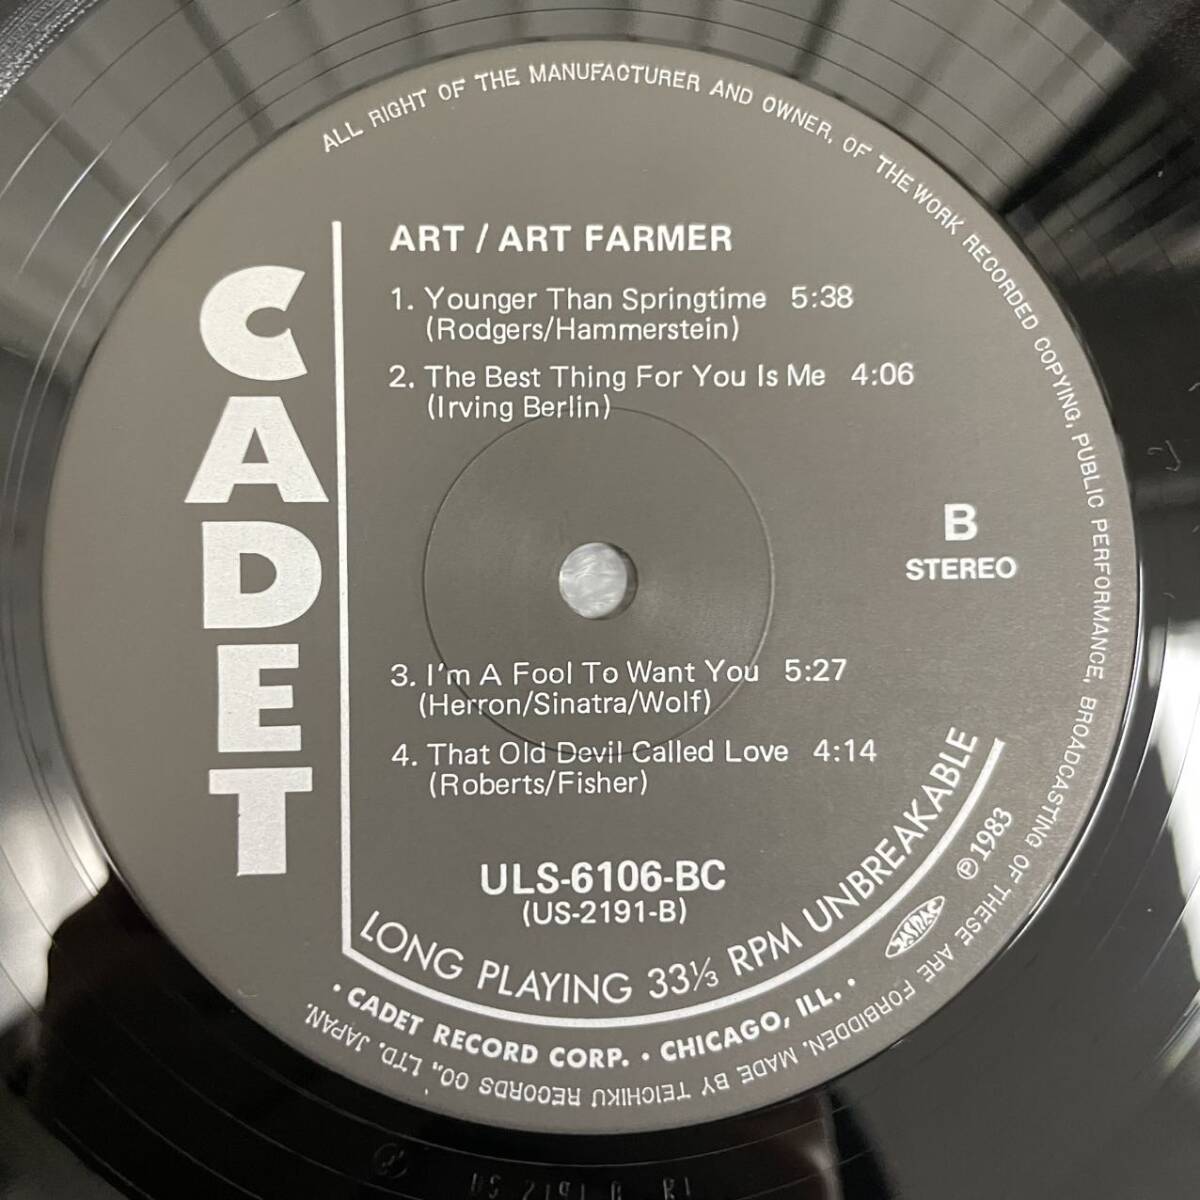 ALL RIGHT OF THE MANUFACTURER AND OWNER, OF THE WORK RECORDED COPYING, PUBLIC PERFORMANCE, BROADCASTING OF THESE ARE FORBIDDEN. MADE BY TEICHIKU RECORDS CO., LTD. JAPAN.
CADET
ART / ART FARMER
1. Younger Than Springtime 5:38
(Rodgers/Hammerstein)
2. The Best Thing For You Is Me 4:06
(Irving Berlin)
B
STEREO
3. I'm A Fool To Want You 5:27
(Herron/Sinatra/Wolf)
4. That Old Devil Called Love 4:14
(Roberts/Fisher)
ULS-6106-BC
(US-2191-B)
LONG PLAYING 33⅓ RPM UNBREAKABLE
℗1983
JASRAC
• CADET RECORD CORP. • CHICAGO, ILL. •